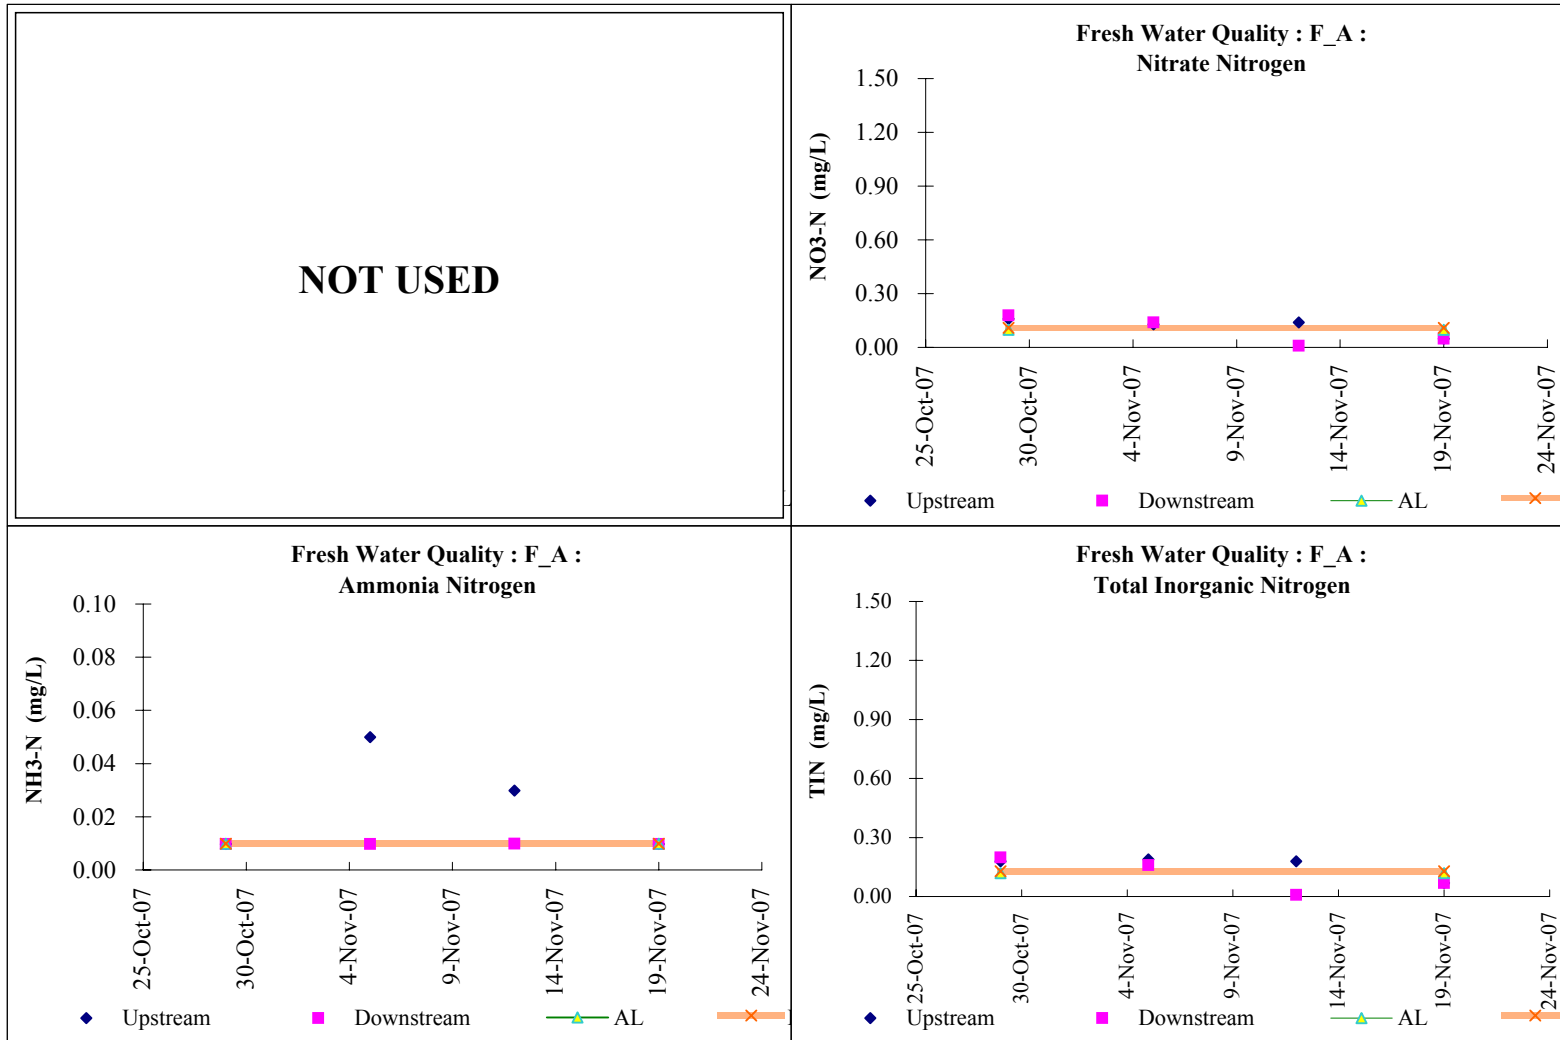 NOT USED
Fresh Water Quality : F_A :
Nitrate Nitrogen
NO3-N (mg/L)
1.50
1.20
0.90
0.60
0.30
0.00
25-Oct-07
30-Oct-07
4-Nov-07
9-Nov-07
14-Nov-07
19-Nov-07
24-Nov-07
Upstream
Downstream
AL
Fresh Water Quality : F_A :
Ammonia Nitrogen
NH3-N (mg/L)
0.10
0.08
0.06
0.04
0.02
0.00
25-Oct-07
30-Oct-07
4-Nov-07
9-Nov-07
14-Nov-07
19-Nov-07
24-Nov-07
Upstream
Downstream
AL
Fresh Water Quality : F_A :
Total Inorganic Nitrogen
TIN (mg/L)
1.50
1.20
0.90
0.60
0.30
0.00
25-Oct-07
30-Oct-07
4-Nov-07
9-Nov-07
14-Nov-07
19-Nov-07
24-Nov-07
Upstream
Downstream
AL